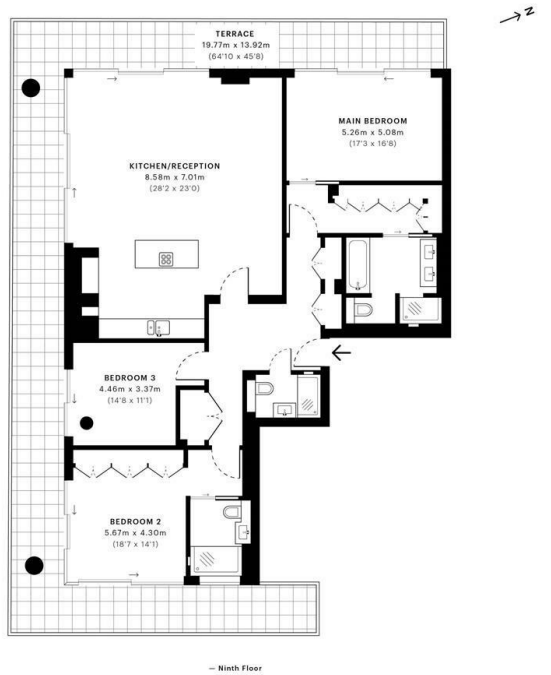 N
TERRACE
19.77m x 13.92m
(64'10 x 45'8)
MAIN BEDROOM
5.26m x 5.08m
(17'3 x 16'8)
KITCHEN/RECEPTION
8.58m x 7.01m
(28'2 x 23'0)
BEDROOM 3
4.46m x 3.37m
(14'8 x 11'1)
BEDROOM 2
5.67m x 4.30m
(18'7 x 14'1)
— Ninth Floor